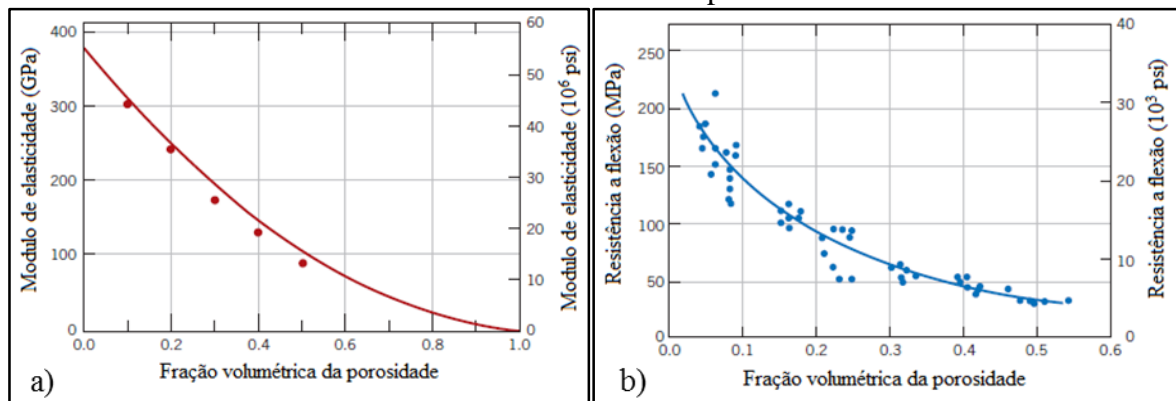 Modulo de elasticidade (GPa)
400
300
200
100
0
60
50
40
30
20
10
0
Modulo de elasticidade (10⁶ psi)
0.0 0.2 0.4 0.6 0.8 1.0
Fração volumétrica da porosidade
a)
Resistência a flexão (MPa)
250
200
150
100
50
0
40
30
20
10
0
Resistência a flexão (10³ psi)
0.0 0.1 0.2 0.3 0.4 0.5 0.6
Fração volumétrica da porosidade
b)